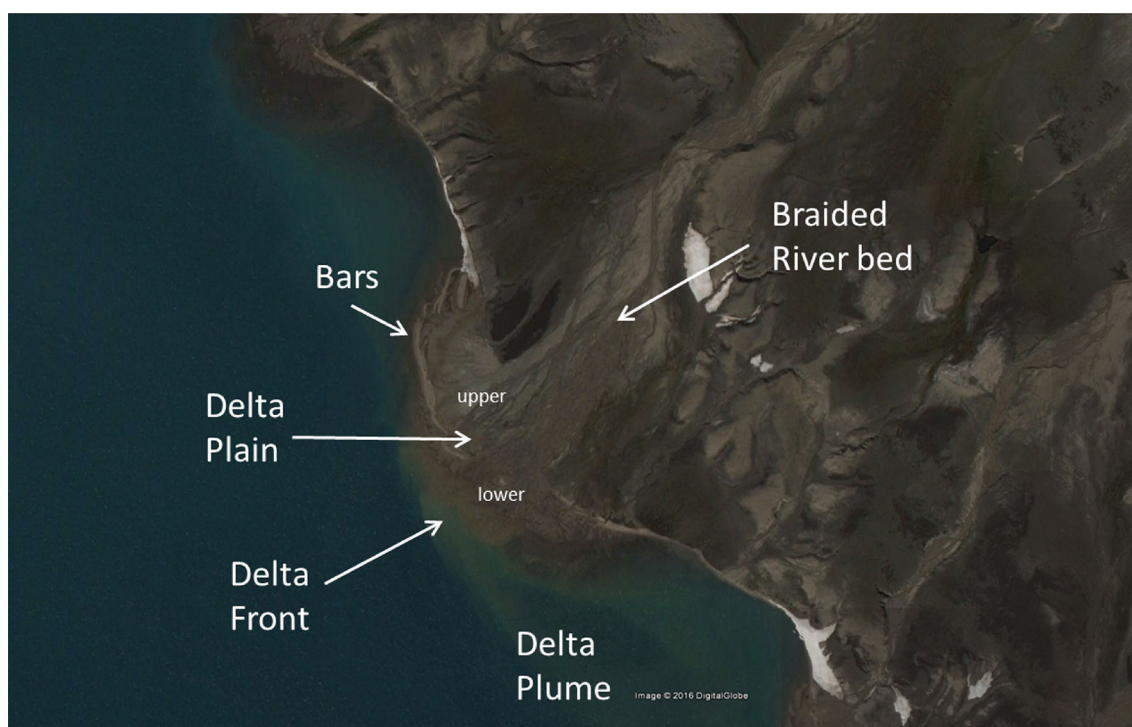 Braided
River bed
Bars
upper
Delta
Plain
lower
Delta
Front
Delta
Plume
Image © 2016 DigitalGlobe